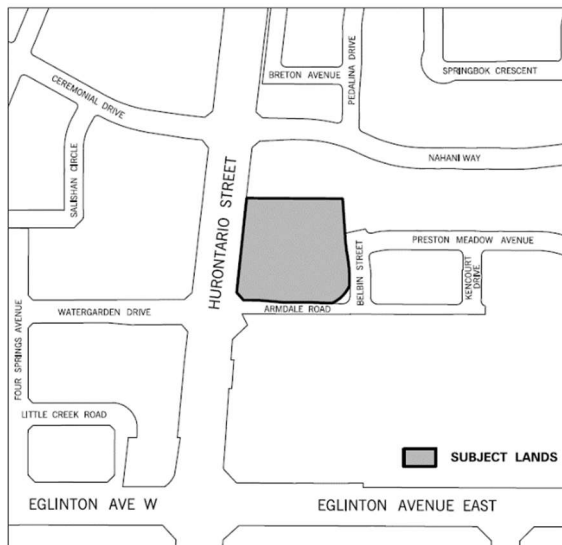 BRETON AVENUE
PEDALINA DRIVE
SPRINGBOK CRESCENT
CEREMONIAL DRIVE
SALISHAN CIRCLE
NAHANI WAY
HURONTARIO STREET
PRESTON MEADOW AVENUE
BELBIN STREET
KENCOURT
DRIVE
ARMDALE ROAD
WATERGARDEN DRIVE
FOUR SPRINGS AVENUE
LITTLE CREEK ROAD
SUBJECT LANDS
EGLINTON AVE W
EGLINTON AVENUE EAST